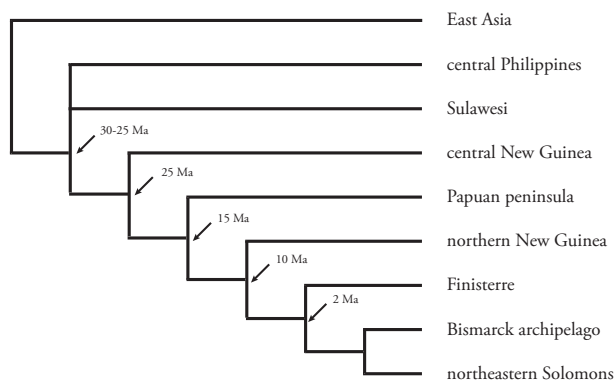 East Asia
central Philippines
Sulawesi
30-25 Ma
central New Guinea
25 Ma
Papuan peninsula
15 Ma
northern New Guinea
10 Ma
Finisterre
2 Ma
Bismarck archipelago
northeastern Solomons